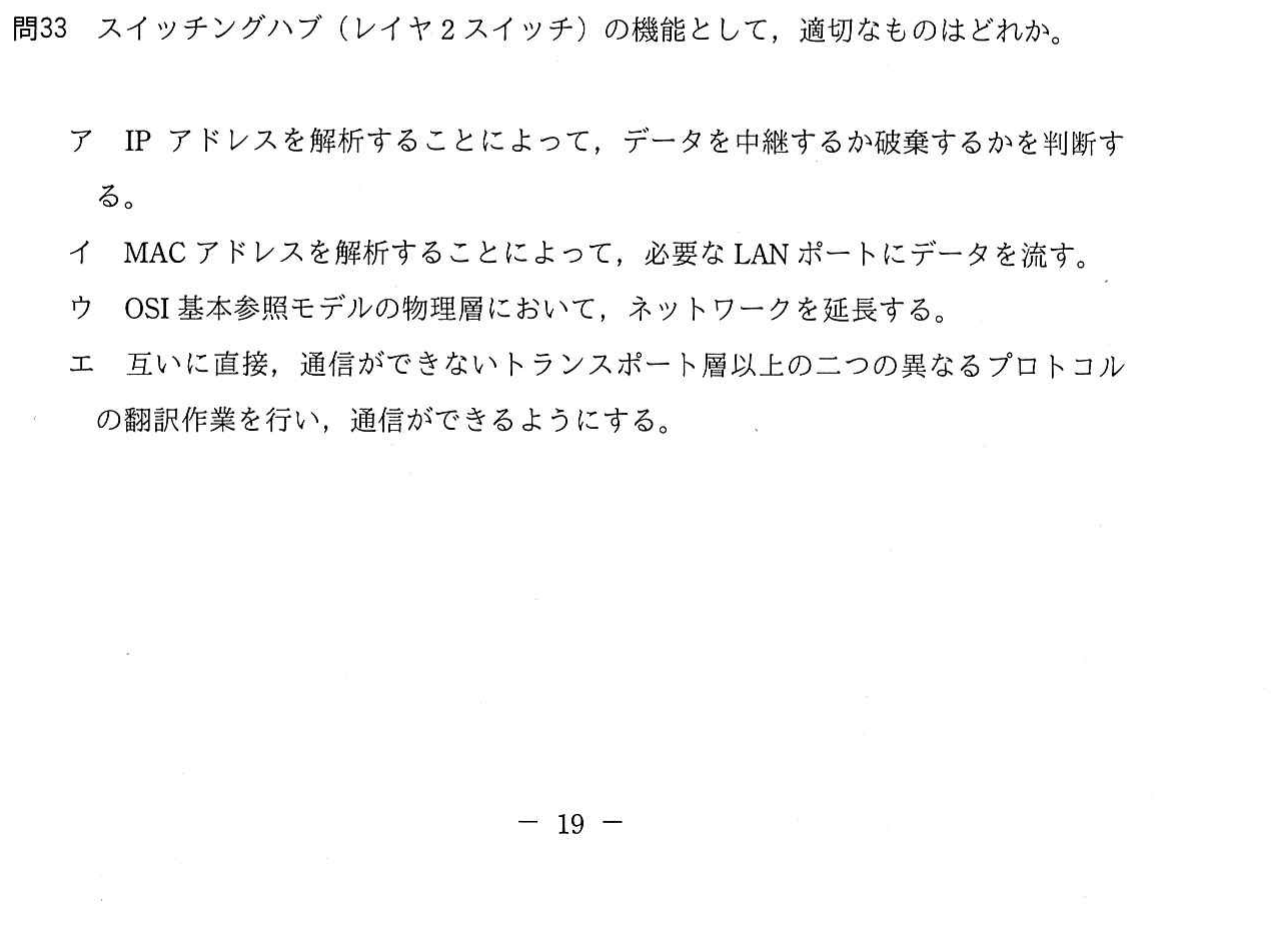 問33 スイッチングハブ（レイヤ2スイッチ）の機能として，適切なものはどれか。
ア IP アドレスを解析することによって，データを中継するか破棄するかを判断す
る。
イ MAC アドレスを解析することによって，必要な LAN ポートにデータを流す。
ウ OSI 基本参照モデルの物理層において，ネットワークを延長する。
エ 互いに直接，通信ができないトランスポート層以上の二つの異なるプロトコル
の翻訳作業を行い，通信ができるようにする。
－ 19 －